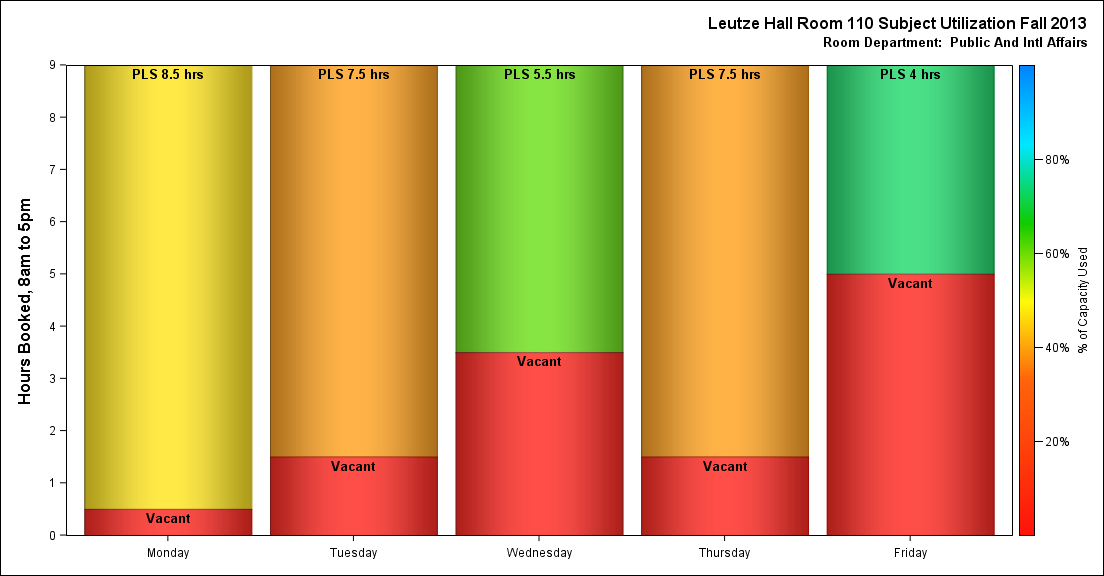 Leutze Hall Room 110 Subject Utilization Fall 2013
Room Department:  Public And Intl Affairs
Hours Booked, 8am to 5pm
9
8
7
6
5
4
3
2
1
0
PLS 8.5 hrs
PLS 7.5 hrs
PLS 5.5 hrs
PLS 7.5 hrs
PLS 4 hrs
Vacant
Vacant
Vacant
Vacant
Vacant
Monday
Tuesday
Wednesday
Thursday
Friday
80%
60%
40%
20%
% of Capacity Used